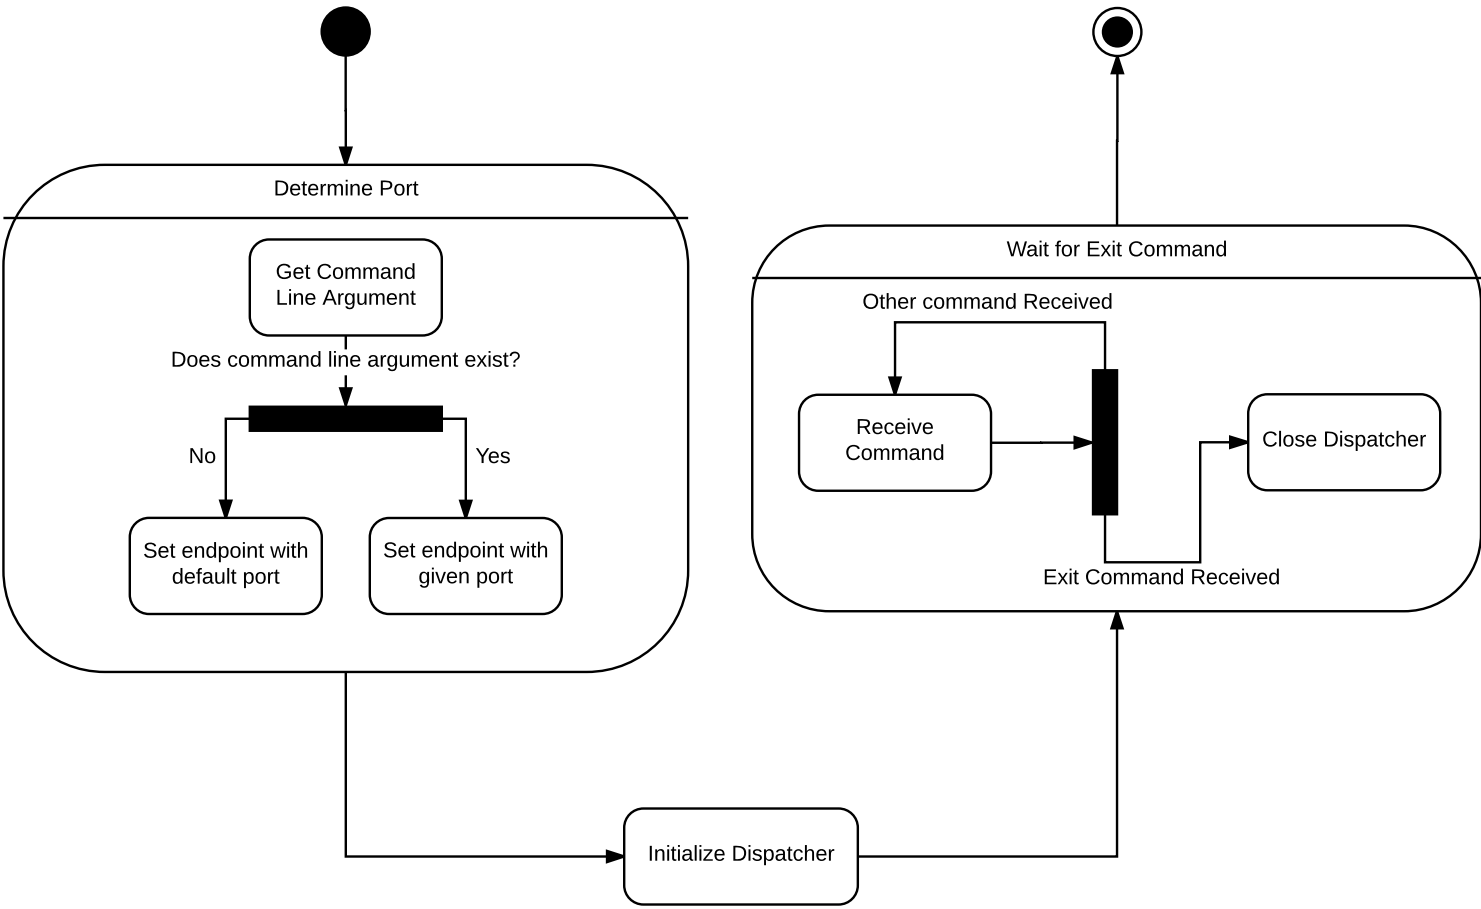 Determine Port
Get Command
Line Argument
Does command line argument exist?
No
Yes
Set endpoint with
default port
Set endpoint with
given port
Initialize Dispatcher
Wait for Exit Command
Other command Received
Receive
Command
Close Dispatcher
Exit Command Received